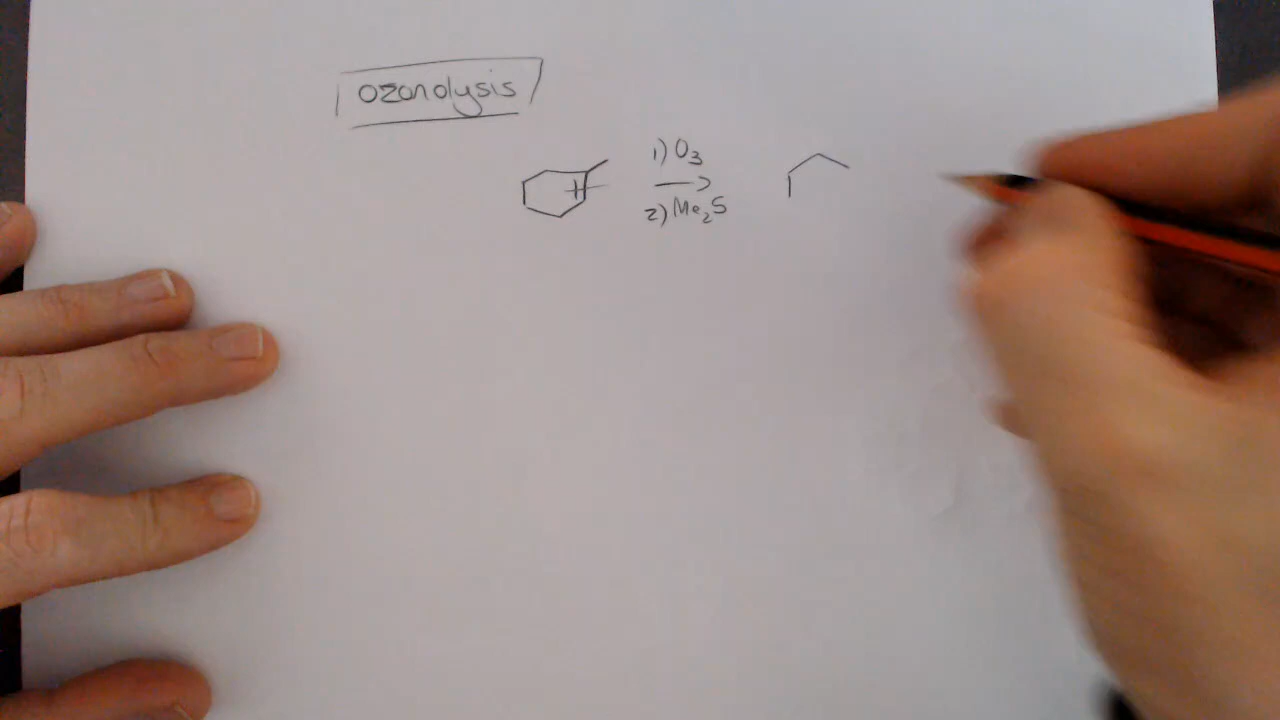 ozonolysis
1) O₃
2) Me₂S